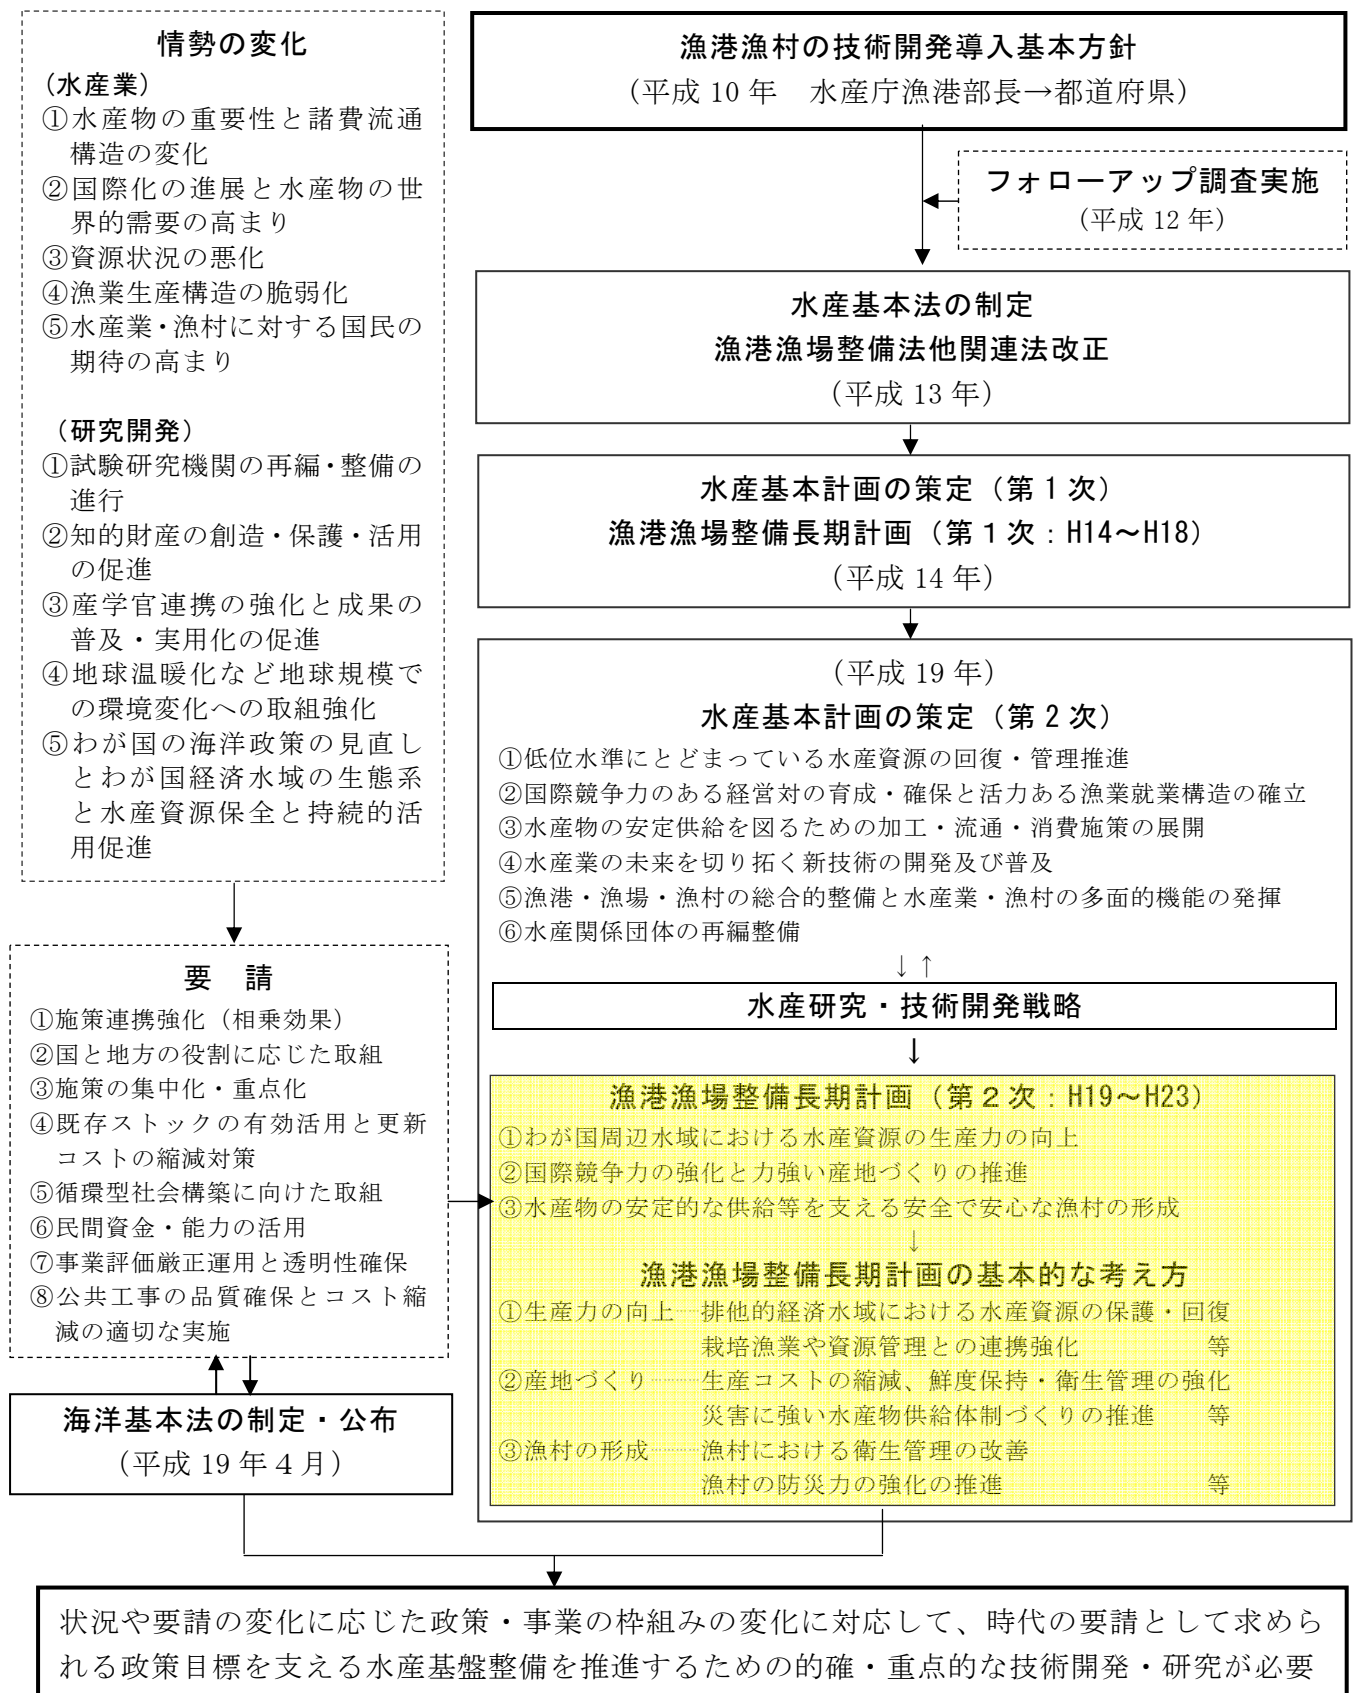 情勢の変化
(水産業)
①水産物の重要性と諸費流通
構造の変化
②国際化の進展と水産物の世
界的需要の高まり
③資源状況の悪化
④漁業生産構造の脆弱化
⑤水産業・漁村に対する国民の
期待の高まり
(研究開発)
①試験研究機関の再編・整備の
進行
②知的財産の創造・保護・活用
の促進
③産学官連携の強化と成果の
普及・実用化の促進
④地球温暖化など地球規模で
の環境変化への取組強化
⑤わが国の海洋政策の見直し
とわが国経済水域の生態系
と水産資源保全と持続的活
用促進
要　請
①施策連携強化（相乗効果）
②国と地方の役割に応じた取組
③施策の集中化・重点化
④既存ストックの有効活用と更新
コストの縮減対策
⑤循環型社会構築に向けた取組
⑥民間資金・能力の活用
⑦事業評価厳正運用と透明性確保
⑧公共工事の品質確保とコスト縮
減の適切な実施
海洋基本法の制定・公布
（平成 19 年４月）
漁港漁村の技術開発導入基本方針
（平成 10 年　水産庁漁港部長→都道府県）
フォローアップ調査実施
（平成 12 年）
水産基本法の制定
漁港漁場整備法他関連法改正
（平成 13 年）
水産基本計画の策定（第１次）
漁港漁場整備長期計画（第１次：H14～H18）
（平成 14 年）
（平成 19 年）
水産基本計画の策定（第２次）
①低位水準にとどまっている水産資源の回復・管理推進
②国際競争力のある経営対の育成・確保と活力ある漁業就業構造の確立
③水産物の安定供給を図るための加工・流通・消費施策の展開
④水産業の未来を切り拓く新技術の開発及び普及
⑤漁港・漁場・漁村の総合的整備と水産業・漁村の多面的機能の発揮
⑥水産関係団体の再編整備
↓↑
水産研究・技術開発戦略
↓
漁港漁場整備長期計画（第２次：H19～H23）
①わが国周辺水域における水産資源の生産力の向上
②国際競争力の強化と力強い産地づくりの推進
③水産物の安定的な供給等を支える安全で安心な漁村の形成
↓
漁港漁場整備長期計画の基本的な考え方
①生産力の向上……排他的経済水域における水産資源の保護・回復
栽培漁業や資源管理との連携強化　等
②産地づくり………生産コストの縮減、鮮度保持・衛生管理の強化
災害に強い水産物供給体制づくりの推進　等
③漁村の形成………漁村における衛生管理の改善
漁村の防災力の強化の推進　等
状況や要請の変化に応じた政策・事業の枠組みの変化に対応して、時代の要請として求めら
れる政策目標を支える水産基盤整備を推進するための的確・重点的な技術開発・研究が必要